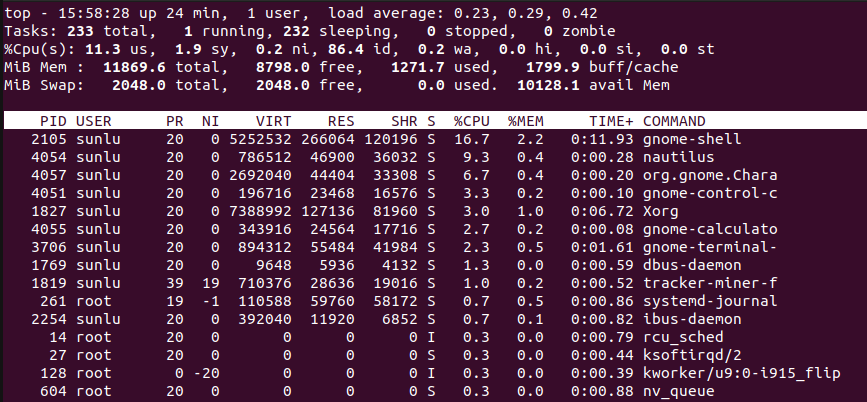 top - 15:58:28 up 24 min,  1 user,  load average: 0.23, 0.29, 0.42
Tasks: 233 total,   1 running, 232 sleeping,   0 stopped,   0 zombie
%Cpu(s): 11.3 us,  1.9 sy,  0.2 ni, 86.4 id,  0.2 wa,  0.0 hi,  0.0 si,  0.0 st
MiB Mem :  11869.6 total,   8798.0 free,   1271.7 used,   1799.9 buff/cache
MiB Swap:   2048.0 total,   2048.0 free,      0.0 used.  10128.1 avail Mem
PID USER      PR  NI    VIRT    RES    SHR S  %CPU  %MEM     TIME+ COMMAND
2105 sunlu     20   0 5252532 266064 120196 S  16.7   2.2   0:11.93 gnome-shell
4054 sunlu     20   0  786512  46900  36032 S   9.3   0.4   0:00.28 nautilus
4057 sunlu     20   0 2692040  44404  33308 S   6.7   0.4   0:00.20 org.gnome.Chara
4051 sunlu     20   0  196716  23468  16576 S   3.3   0.2   0:00.10 gnome-control-c
1827 sunlu     20   0 7388992 127136  81960 S   3.0   1.0   0:06.72 Xorg
4055 sunlu     20   0  343916  24564  17716 S   2.7   0.2   0:00.08 gnome-calculato
3706 sunlu     20   0  894312  55484  41984 S   2.3   0.5   0:01.61 gnome-terminal-
1769 sunlu     20   0    9648   5936   4132 S   1.3   0.0   0:00.59 dbus-daemon
1819 sunlu     39  19  710376  28636  19016 S   1.0   0.2   0:00.52 tracker-miner-f
261 root      19  -1  110588  59760  58172 S   0.7   0.5   0:00.86 systemd-journal
2254 sunlu     20   0  392040  11920   6852 S   0.7   0.1   0:00.82 ibus-daemon
14 root      20   0       0      0      0 I   0.3   0.0   0:00.79 rcu_sched
27 root      20   0       0      0      0 S   0.3   0.0   0:00.44 ksoftirqd/2
128 root       0 -20       0      0      0 I   0.3   0.0   0:00.39 kworker/u9:0-i915_flip
604 root      20   0       0      0      0 S   0.3   0.0   0:00.88 nv_queue